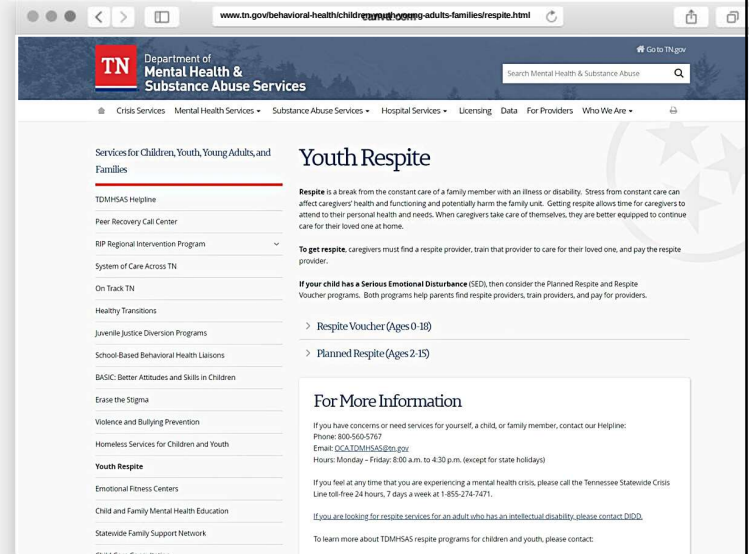 www.tn.gov/behavioral-health/children-youth-young-adults-families/respite.html
Go to TN.gov
TN
Department of
Mental Health &
Substance Abuse Services
Search Mental Health & Substance Abuse
Crisis Services Mental Health Services Substance Abuse Services Hospital Services Licensing Data For Providers Who We Are
Services for Children, Youth, Young Adults, and
Families
TDMHSAS Helpline
Peer Recovery Call Center
RIP Regional Intervention Program
System of Care Across TN
On Track TN
Healthy Transitions
Juvenile Justice Diversion Programs
School-Based Behavioral Health Liaisons
BASIC: Better Attitudes and Skills in Children
Erase the Stigma
Violence and Bullying Prevention
Homeless Services for Children and Youth
Youth Respite
Emotional Fitness Centers
Child and Family Mental Health Education
Statewide Family Support Network
Youth Respite
Respite is a break from the constant care of a family member with an illness or disability. Stress from constant care can
affect caregivers' health and functioning and potentially harm the family unit. Getting respite allows time for caregivers to
attend to their personal health and needs. When caregivers take care of themselves, they are better equipped to continue
care for their loved one at home.
To get respite, caregivers must find a respite provider, train that provider to care for their loved one, and pay the respite
provider.
If your child has a Serious Emotional Disturbance (SED), then consider the Planned Respite and Respite
Voucher programs. Both programs help parents find respite providers, train providers, and pay for providers.
Respite Voucher (Ages 0-18)
Planned Respite (Ages 2-15)
For More Information
If you have concerns or need services for yourself, a child, or family member, contact our Helpline:
Phone: 800-560-5767
Email: OCA.TDMHSAS@tn.gov
Hours: Monday – Friday: 8:00 a.m. to 4:30 p.m. (except for state holidays)
If you feel at any time that you are experiencing a mental health crisis, please call the Tennessee Statewide Crisis
Line toll-free 24 hours, 7 days a week at 1-855-274-7471.
If you are looking for respite services for an adult who has an intellectual disability, please contact DIDD.
To learn more about TDMHSAS respite programs for children and youth, please contact: